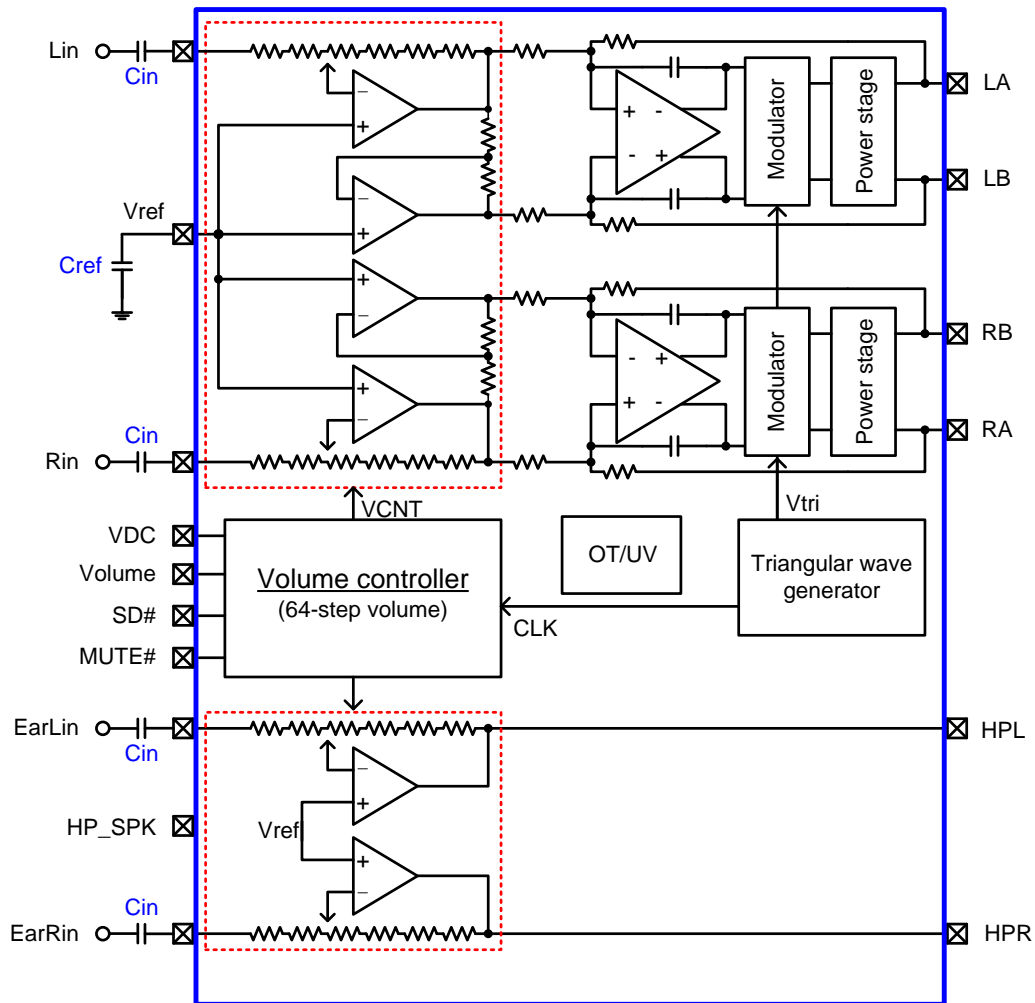 Lin
Cin
LA
LB
Modulator
Power stage
Vref
Cref
RB
RA
Modulator
Power stage
Cin
Rin
VCNT
Vtri
VDC
Volume
SD#
MUTE#
Volume controller
(64-step volume)
OT/UV
Triangular wave
generator
CLK
EarLin
Cin
HPL
HP_SPK
Vref
Cin
EarRin
HPR